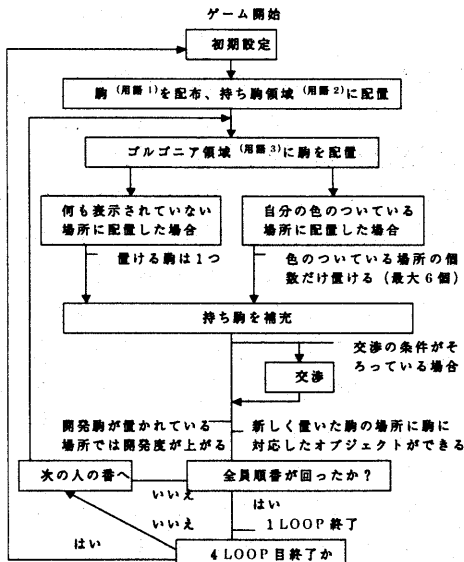 ゲーム開始
初期設定
駒(用語1)を配布、持ち駒領域(用語2)に配置
ゴルゴニア領域(用語3)に駒を配置
何も表示されていない
場所に配置した場合
自分の色のついている
場所に配置した場合
置ける駒は1つ
色のついている場所の個
数だけ置ける(最大6個)
持ち駒を補充
交渉の条件がそ
ろっている場合
交渉
開発駒が置かれている
場所では開発度が上がる
新しく置いた駒の場所に駒に
対応したオブジェクトができる
次の人の番へ
全員順番が回ったか?
いいえ
はい
いいえ
1LOOP終了
はい
4LOOP目終了か